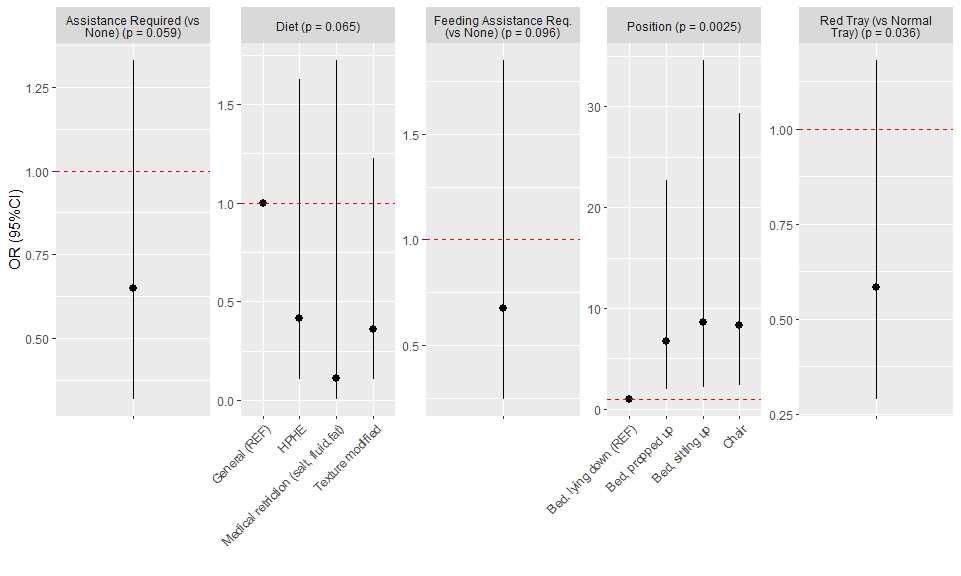 Assistance Required (vs
None) (p = 0.059)
Diet (p = 0.065)
Feeding Assistance Req.
(vs None) (p = 0.096)
Position (p = 0.0025)
Red Tray (vs Normal
Tray) (p = 0.036)
OR (95%CI)
1.25
1.00
0.75
0.50
1.5
1.0
0.5
0.0
1.5
1.0
0.5
30
20
10
0
1.00
0.75
0.50
0.25
General (REF)
HPHE
Medical retriction (salt, fluid,fat)
Texture modified
Bed, lying down (REF)
Bed, propped up
Bed, sitting up
Chair